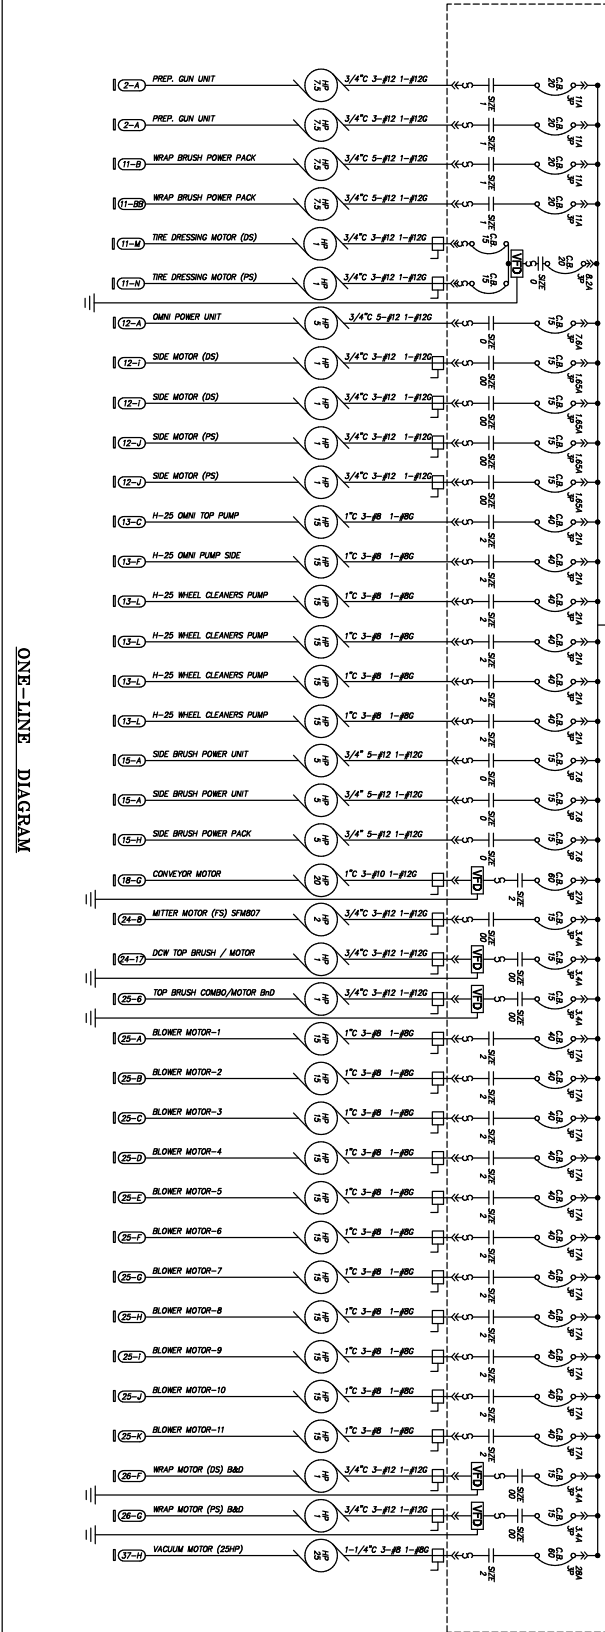 2-A PREP. GUN UNIT 7.5 HP 3/4"C 3-#12 1-#12G SIZE 1 C.B. 20 3P 11A
2-A PREP. GUN UNIT 7.5 HP 3/4"C 3-#12 1-#12G SIZE 1 C.B. 20 3P 11A
11-B WRAP BRUSH POWER PACK 7.5 HP 3/4"C 5-#12 1-#12G SIZE 1 C.B. 20 3P 11A
11-BB WRAP BRUSH POWER PACK 7.5 HP 3/4"C 5-#12 1-#12G SIZE 1 C.B. 20 3P 11A
11-M TIRE DRESSING MOTOR (DS) 1 HP 3/4"C 3-#12 1-#12G C.B. 15 VFD SIZE 0 C.B. 20 3P 8.2A
11-N TIRE DRESSING MOTOR (PS) 1 HP 3/4"C 3-#12 1-#12G C.B. 15
12-A OMNI POWER UNIT 5 HP 3/4"C 5-#12 1-#12G SIZE 0 C.B. 15 3P 7.6A
12-I SIDE MOTOR (DS) 1 HP 3/4"C 3-#12 1-#12G SIZE 00 C.B. 15 3P 1.65A
12-I SIDE MOTOR (DS) 1 HP 3/4"C 3-#12 1-#12G SIZE 00 C.B. 15 3P 1.65A
12-J SIDE MOTOR (PS) 1 HP 3/4"C 3-#12 1-#12G SIZE 00 C.B. 15 3P 1.65A
12-J SIDE MOTOR (PS) 1 HP 3/4"C 3-#12 1-#12G SIZE 00 C.B. 15 3P 1.65A
13-C H-25 OMNI TOP PUMP 15 HP 1"C 3-#8 1-#8G SIZE 2 C.B. 40 3P 21A
13-F H-25 OMNI PUMP SIDE 15 HP 1"C 3-#8 1-#8G SIZE 2 C.B. 40 3P 21A
13-L H-25 WHEEL CLEANERS PUMP 15 HP 1"C 3-#8 1-#8G SIZE 2 C.B. 40 3P 21A
13-L H-25 WHEEL CLEANERS PUMP 15 HP 1"C 3-#8 1-#8G SIZE 2 C.B. 40 3P 21A
13-L H-25 WHEEL CLEANERS PUMP 15 HP 1"C 3-#8 1-#8G SIZE 2 C.B. 40 3P 21A
13-L H-25 WHEEL CLEANERS PUMP 15 HP 1"C 3-#8 1-#8G SIZE 2 C.B. 40 3P 21A
15-A SIDE BRUSH POWER UNIT 5 HP 3/4" 5-#12 1-#12G SIZE 0 C.B. 15 3P 7.6
15-A SIDE BRUSH POWER UNIT 5 HP 3/4" 5-#12 1-#12G SIZE 0 C.B. 15 3P 7.6
15-H SIDE BRUSH POWER PACK 5 HP 3/4" 5-#12 1-#12G SIZE 0 C.B. 15 3P 7.6
18-G CONVEYOR MOTOR 20 HP 1"C 3-#10 1-#12G VFD SIZE 2 C.B. 60 3P 27A
24-8 MITTER MOTOR (FS) SFM807 2 HP 3/4"C 3-#12 1-#12G SIZE 00 C.B. 15 3P 3.4A
24-17 DCW TOP BRUSH / MOTOR 1 HP 3/4"C 3-#12 1-#12G VFD SIZE 00 C.B. 15 3P 3.4A
25-6 TOP BRUSH COMBO/MOTOR BnD 1 HP 3/4"C 3-#12 1-#12G VFD SIZE 00 C.B. 15 3P 3.4A
25-A BLOWER MOTOR-1 15 HP 1"C 3-#8 1-#8G SIZE 2 C.B. 40 3P 17A
25-B BLOWER MOTOR-2 15 HP 1"C 3-#8 1-#8G SIZE 2 C.B. 40 3P 17A
25-C BLOWER MOTOR-3 15 HP 1"C 3-#8 1-#8G SIZE 2 C.B. 40 3P 17A
25-D BLOWER MOTOR-4 15 HP 1"C 3-#8 1-#8G SIZE 2 C.B. 40 3P 17A
25-E BLOWER MOTOR-5 15 HP 1"C 3-#8 1-#8G SIZE 2 C.B. 40 3P 17A
25-F BLOWER MOTOR-6 15 HP 1"C 3-#8 1-#8G SIZE 2 C.B. 40 3P 17A
25-G BLOWER MOTOR-7 15 HP 1"C 3-#8 1-#8G SIZE 2 C.B. 40 3P 17A
25-H BLOWER MOTOR-8 15 HP 1"C 3-#8 1-#8G SIZE 2 C.B. 40 3P 17A
25-I BLOWER MOTOR-9 15 HP 1"C 3-#8 1-#8G SIZE 2 C.B. 40 3P 17A
25-J BLOWER MOTOR-10 15 HP 1"C 3-#8 1-#8G SIZE 2 C.B. 40 3P 17A
25-K BLOWER MOTOR-11 15 HP 1"C 3-#8 1-#8G SIZE 2 C.B. 40 3P 17A
26-F WRAP MOTOR (DS) B&D 1 HP 3/4"C 3-#12 1-#12G VFD SIZE 00 C.B. 15 3P 3.4A
26-G WRAP MOTOR (PS) B&D 1 HP 3/4"C 3-#12 1-#12G VFD SIZE 00 C.B. 15 3P 3.4A
37-H VACUUM MOTOR (25HP) 25 HP 1-1/4"C 3-#8 1-#8G SIZE 2 C.B. 60 3P 28A
ONE-LINE DIAGRAM